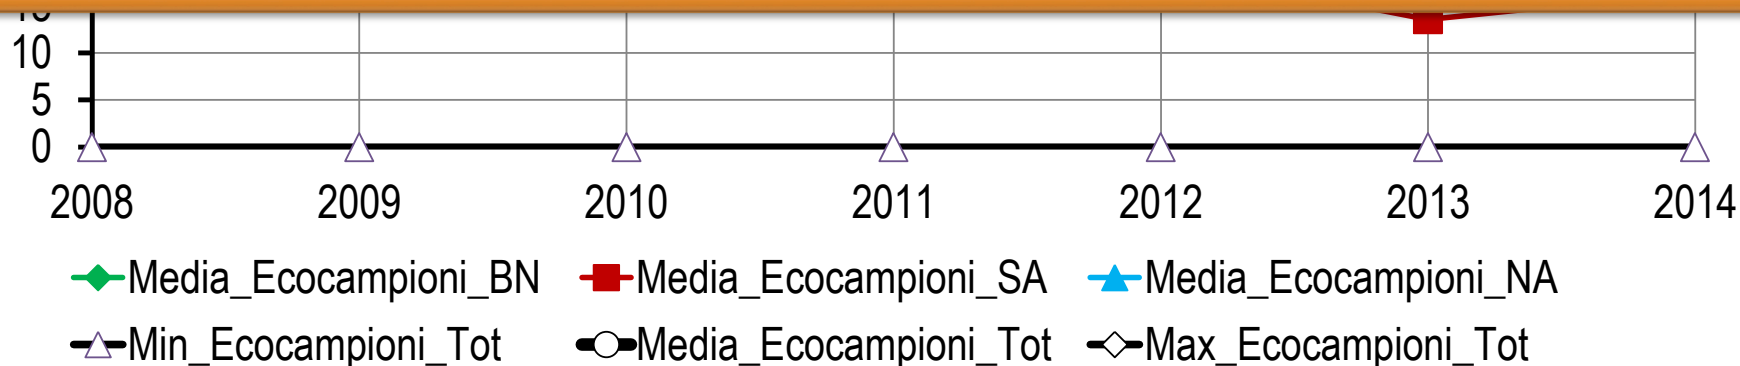 10
5
0
2008 2009 2010 2011 2012 2013 2014
Media_Ecocampioni_BN Media_Ecocampioni_SA Media_Ecocampioni_NA
Min_Ecocampioni_Tot Media_Ecocampioni_Tot Max_Ecocampioni_Tot